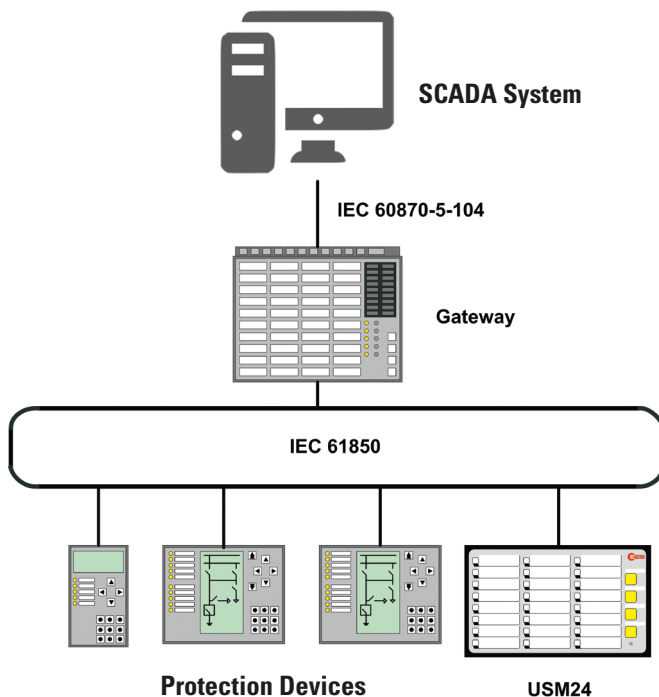 SCADA System
IEC 60870-5-104
Gateway
IEC 61850
Protection Devices
USM24